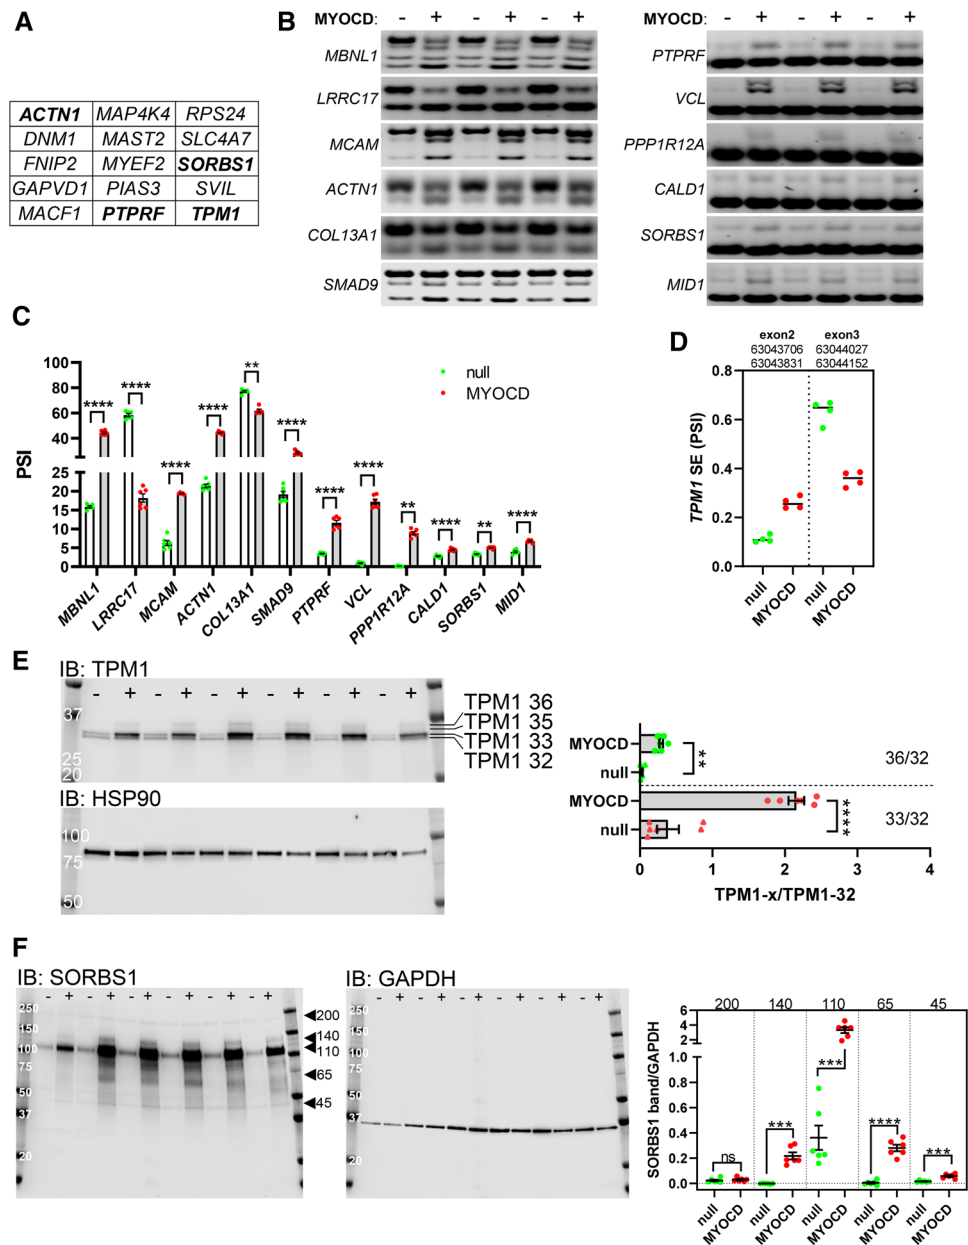 A
ACTN1 MAP4K4 RPS24
DNM1 MAST2 SLC4A7
FNIP2 MYEF2 SORBS1
GAPVD1 PIAS3 SVIL
MACF1 PTPRF TPM1
B
MYOCD: - + - + - +
MBNL1
LRRC17
MCAM
ACTN1
COL13A1
SMAD9
MYOCD: - + - + - +
PTPRF
VCL
PPP1R12A
CALD1
SORBS1
MID1
C
PSI
100
80
60
40
25
20
15
10
5
0
**** **** **** **** ** **** **** **** ** **** ** ****
null
MYOCD
MBNL1 LRRC17 MCAM ACTN1 COL13A1 SMAD9 PTPRF VCL PPP1R12A CALD1 SORBS1 MID1
D
exon2 exon3
63043706 63044027
63043831 63044152
TPM1 SE (PSI)
0.8
0.6
0.4
0.2
0.0
null MYOCD null MYOCD
E
IB: TPM1
- + - + - + - + - + - +
37
25
20
TPM1 36
TPM1 35
TPM1 33
TPM1 32
IB: HSP90
100
75
50
MYOCD
null
MYOCD
null
**
****
36/32
33/32
0 1 2 3 4
TPM1-x/TPM1-32
F
IB: SORBS1
- + - + - + - + - + - +
250
150
100
75
50
37
20
200
140
110
65
45
IB: GAPDH
- + - + - + - + - + - +
250
150
100
75
50
37
20
SORBS1 band/GAPDH
200 140 110 65 45
6
4
2
1.0
0.8
0.6
0.4
0.2
0.0
ns *** *** **** ***
null MYOCD null MYOCD null MYOCD null MYOCD null MYOCD